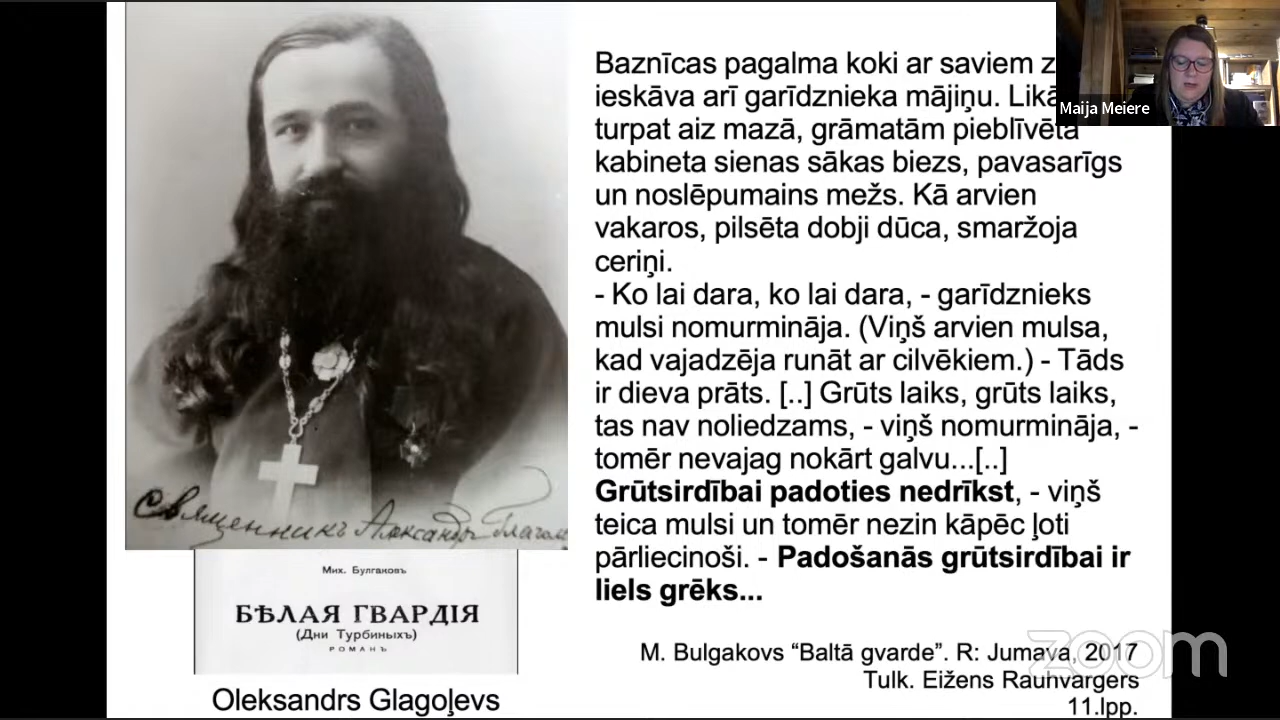 Baznīcas pagalma koki ar saviem
ieskāva arī garīdznieka mājiņu.
turpat aiz mazā, grāmatām pieblīvētā
kabineta sienas sākas biezs, pavasarīgs
un noslēpumains mežs. Kā arvien
vakaros, pilsēta dobji dūca, smaržoja
ceriņi.
- Ko lai dara, ko lai dara, - garīdznieks
mulsi nomurmināja. (Viņš arvien mulsa,
kad vajadzēja runāt ar cilvēkiem.) - Tāds
ir dieva prāts. [..] Grūts laiks, grūts laiks,
tas nav noliedzams, - viņš nomurmināja, -
tomēr nevajag nokārt galvu...[..]
Grūtsirdībai padoties nedrīkst, - viņš
teica mulsi un tomēr nezin kāpēc ļoti
pārliecinoši. - Padošanās grūtsirdībai ir
liels grēks...
M. Bulgakovs “Baltā gvarde”. R: Jumava, 2017
Tulk. Eižens Rauhvargers
11.lpp.
Maija Meiere
Священникъ Александръ
Мих. Булгаковъ
БѢЛАЯ ГВАРДІЯ
(Дни Турбиныхъ)
РОМАНЪ
Oleksandrs Glagoļevs
zoom